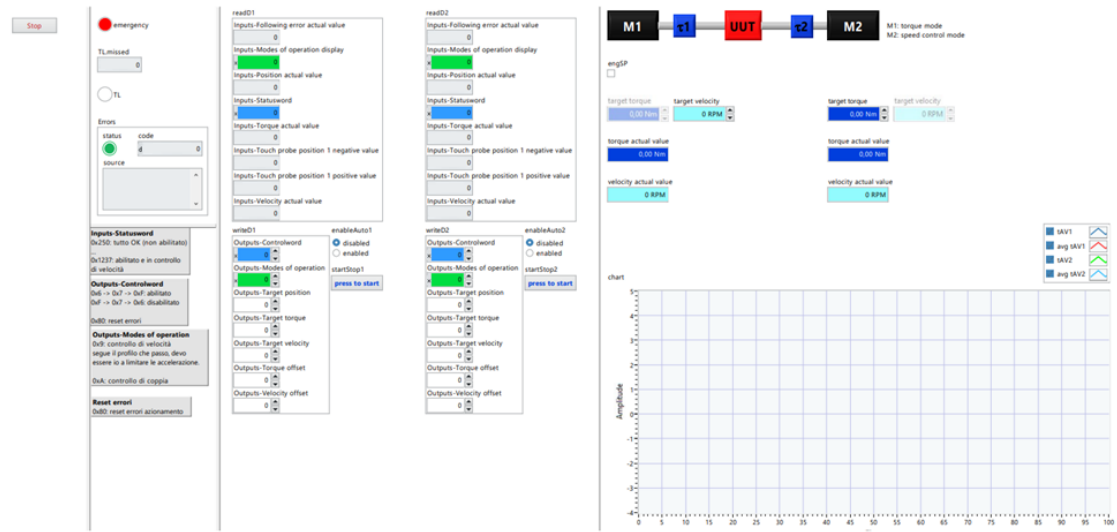 Stop
emergency
TL.missed
0
TL
Errors
status
code
d
0
source
Inputs-Statusword
0x250: tutto OK (non abilitato)
...
0x1237: abilitato e in controllo
di velocità
Outputs-Controlword
0x6 -> 0x7 -> 0xF: abilitato
0xF -> 0x7 -> 0x6: disabilitato
0x80: reset errori
Outputs-Modes of operation
0x9: controllo di velocità
segue il profilo che passo, devo
essere io a limitare le accelerazione.
0xA: controllo di coppia
Reset errori
0x80: reset errori azionamento
readD1
Inputs-Following error actual value
0
Inputs-Modes of operation display
x 0
Inputs-Position actual value
0
Inputs-Statusword
x 0
Inputs-Torque actual value
0
Inputs-Touch probe position 1 negative value
0
Inputs-Touch probe position 1 positive value
0
Inputs-Velocity actual value
0
writeD1
Outputs-Controlword
x 0
Outputs-Modes of operation
x 0
Outputs-Target position
0
Outputs-Target torque
0
Outputs-Target velocity
0
Outputs-Torque offset
0
Outputs-Velocity offset
0
enableAuto1
disabled
enabled
startStop1
press to start
readD2
Inputs-Following error actual value
0
Inputs-Modes of operation display
x 0
Inputs-Position actual value
0
Inputs-Statusword
x 0
Inputs-Torque actual value
0
Inputs-Touch probe position 1 negative value
0
Inputs-Touch probe position 1 positive value
0
Inputs-Velocity actual value
0
writeD2
Outputs-Controlword
x 0
Outputs-Modes of operation
x 0
Outputs-Target position
0
Outputs-Target torque
0
Outputs-Target velocity
0
Outputs-Torque offset
0
Outputs-Velocity offset
0
enableAuto2
disabled
enabled
startStop2
press to start
M1 τ1 UUT τ2 M2
M1: torque mode
M2: speed control mode
engSP
target torque target velocity
0,00 Nm 0 RPM
target torque target velocity
0,00 Nm 0 RPM
torque actual value
0,00 Nm
torque actual value
0,00 Nm
velocity actual value
0 RPM
velocity actual value
0 RPM
tAV1
avg tAV1
tAV2
avg tAV2
chart
Amplitude
5
4
3
2
1
0
-1
-2
-3
-4
0 5 10 15 20 25 30 35 40 45 50 55 60 65 70 75 80 85 90 95 100